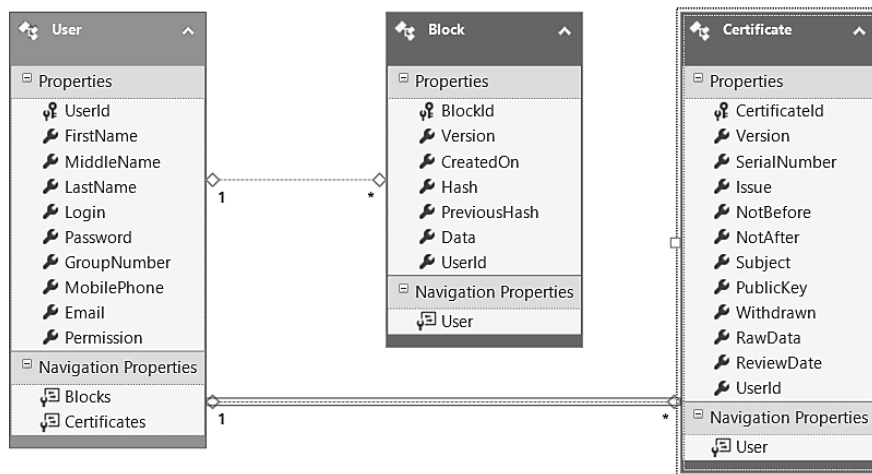 User
Properties
UserId
FirstName
MiddleName
LastName
Login
Password
GroupNumber
MobilePhone
Email
Permission
Navigation Properties
Blocks
Certificates
1
*
1
*
Block
Properties
BlockId
Version
CreatedOn
Hash
PreviousHash
Data
UserId
Navigation Properties
User
Certificate
Properties
CertificateId
Version
SerialNumber
Issue
NotBefore
NotAfter
Subject
PublicKey
Withdrawn
RawData
ReviewDate
UserId
Navigation Properties
User